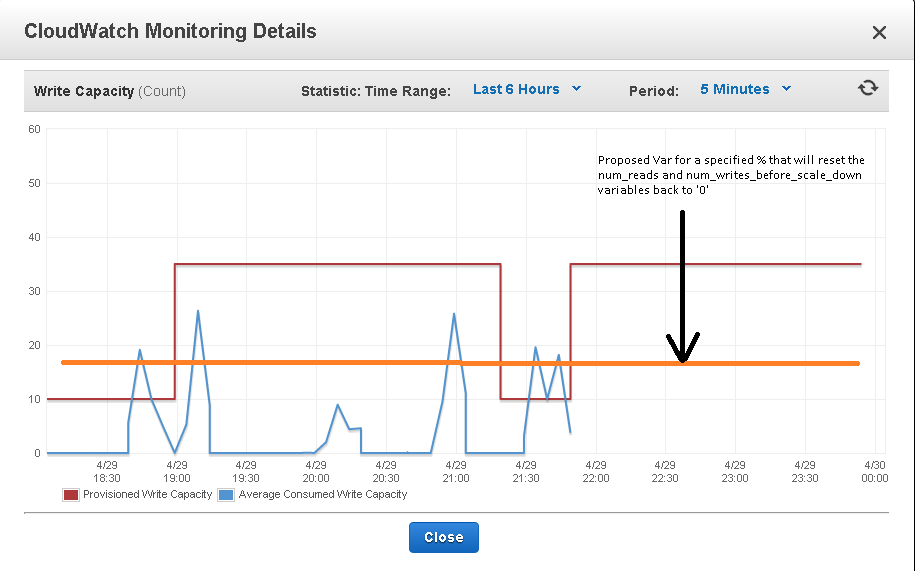 CloudWatch Monitoring Details
Write Capacity (Count) Statistic: Time Range: Last 6 Hours Period: 5 Minutes
60
Proposed Var for a specified % that will reset the
num_reads and num_writes_before_scale_down
variables back to '0'
50
40
30
20
10
0
4/29 4/29 4/29 4/29 4/29 4/29 4/29 4/29 4/29 4/29 4/29 4/30
18:30 19:00 19:30 20:00 20:30 21:00 21:30 22:00 22:30 23:00 23:30 00:00
Provisioned Write Capacity Average Consumed Write Capacity
Close